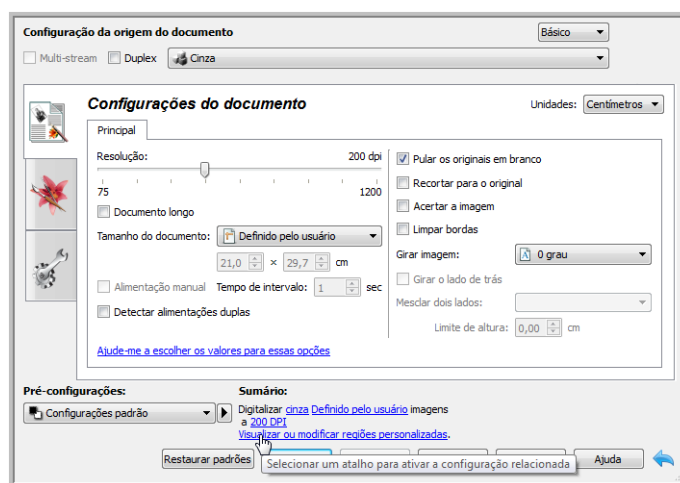 Configuração da origem do documento
Básico
Multi-stream
Duplex
Cinza
Configurações do documento
Unidades:
Centímetros
Principal
Resolução:
200 dpi
75
1200
Documento longo
Tamanho do documento:
Definido pelo usuário
21,0 × 29,7 cm
Alimentação manual
Tempo de intervalo: 1 sec
Detectar alimentações duplas
Ajude-me a escolher os valores para essas opções
Pular os originais em branco
Recortar para o original
Acertar a imagem
Limpar bordas
Girar imagem:
0 grau
Girar o lado de trás
Mesclar dois lados:
Limite de altura: 0,00 cm
Pré-configurações:
Configurações padrão
Sumário:
Digitalizar cinza Definido pelo usuário imagens
a 200 DPI
Visualizar ou modificar regiões personalizadas.
Restaurar padrões
Selecionar um atalho para ativar a configuração relacionada
Ajuda